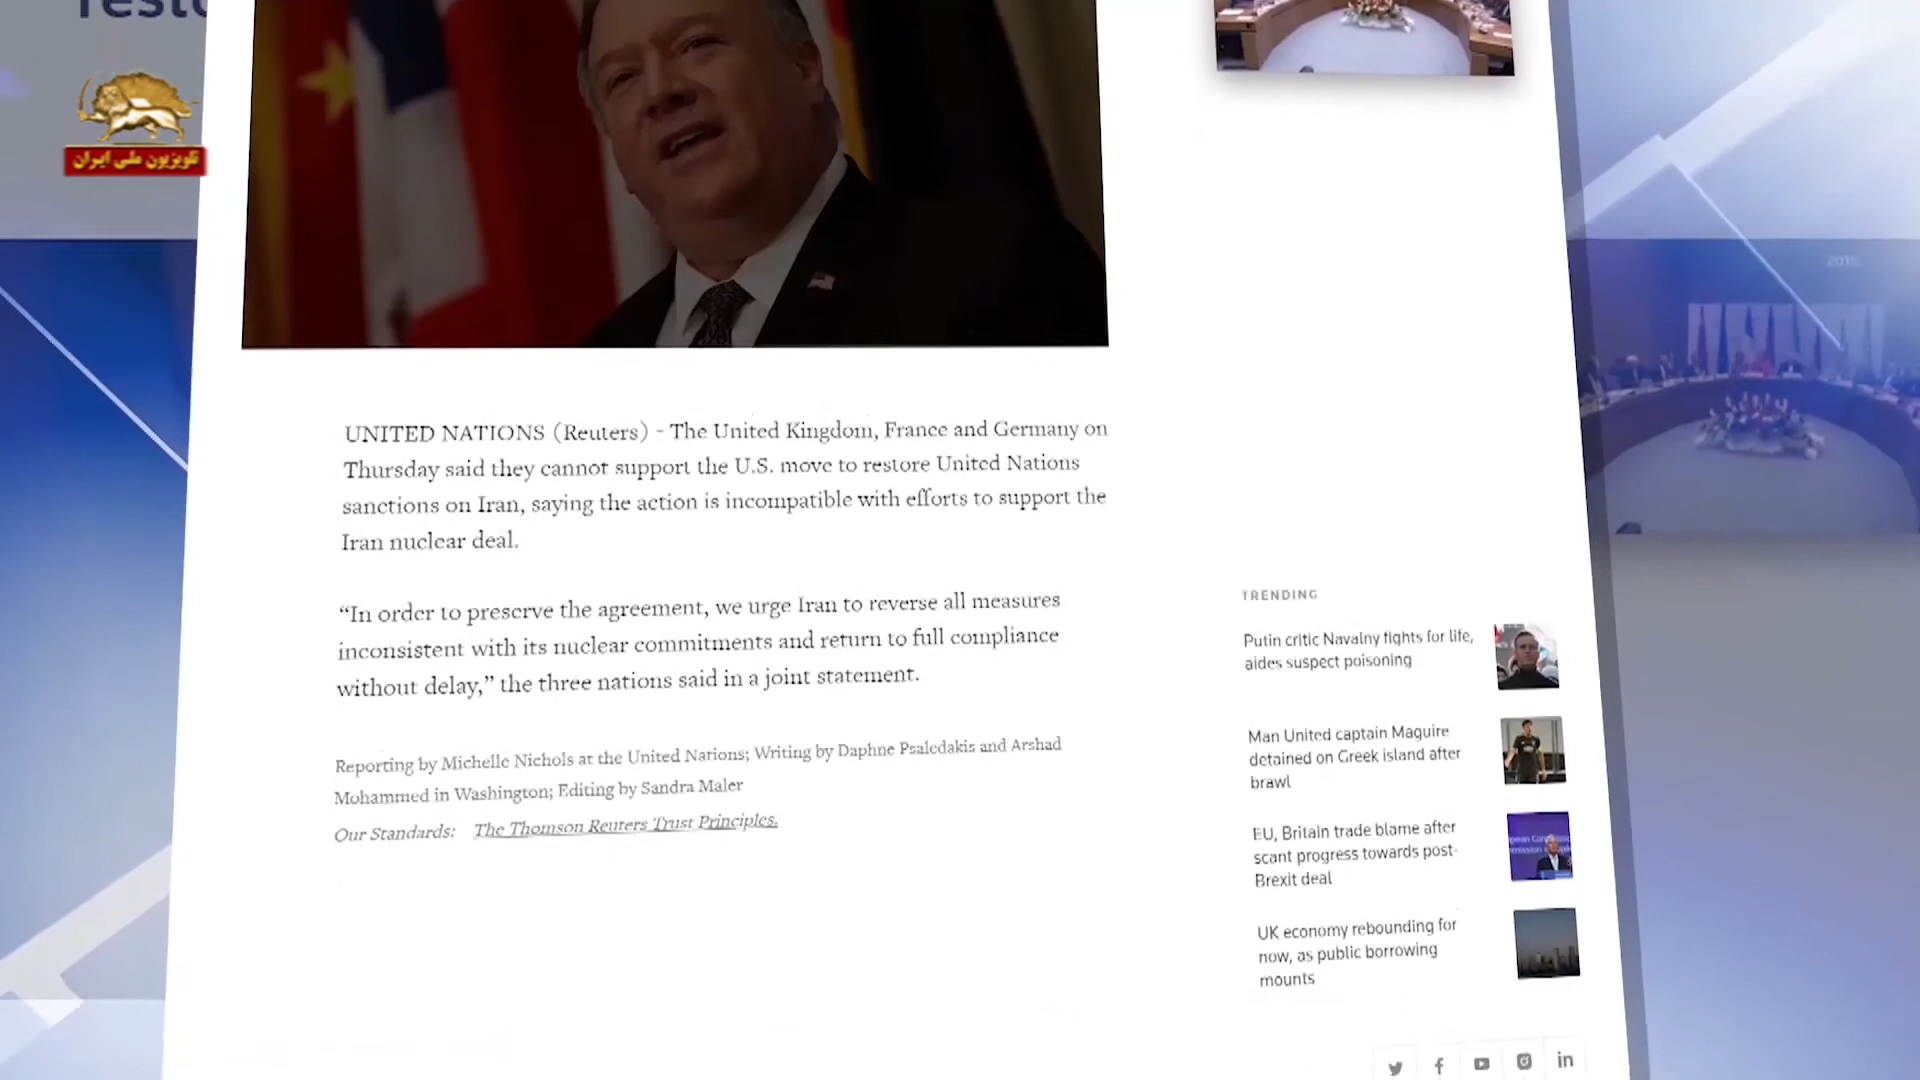 تلویزیون ملی ایران
2015
UNITED NATIONS (Reuters) - The United Kingdom, France and Germany on
Thursday said they cannot support the U.S. move to restore United Nations
sanctions on Iran, saying the action is incompatible with efforts to support the
Iran nuclear deal.
“In order to preserve the agreement, we urge Iran to reverse all measures
inconsistent with its nuclear commitments and return to full compliance
without delay,” the three nations said in a joint statement.
Reporting by Michelle Nichols at the United Nations; Writing by Daphne Psaledakis and Arshad
Mohammed in Washington; Editing by Sandra Maler
Our Standards: The Thomson Reuters Trust Principles.
TRENDING
Putin critic Navalny fights for life,
aides suspect poisoning
Man United captain Maguire
detained on Greek island after
brawl
EU, Britain trade blame after
scant progress towards post-
Brexit deal
UK economy rebounding for
now, as public borrowing
mounts